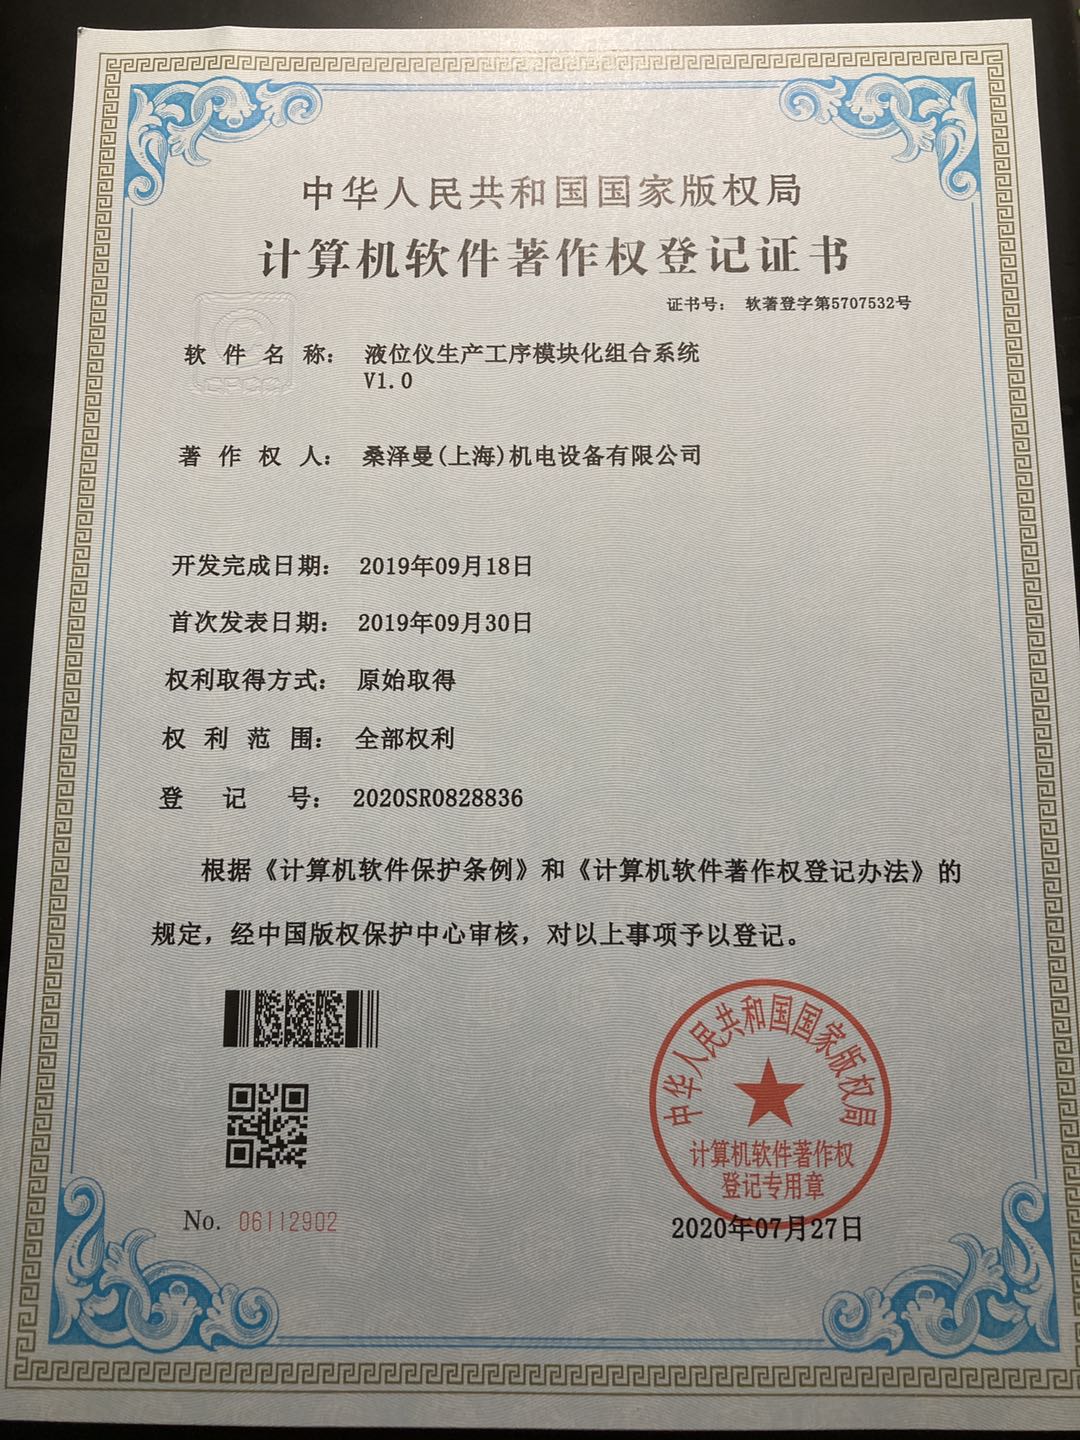 中华人民共和国国家版权局
计算机软件著作权登记证书
证书号： 软著登字第5707532号
软件名称： 液位仪生产工序模块化组合系统
V1.0
著作权人： 桑泽曼(上海)机电设备有限公司
开发完成日期： 2019年09月18日
首次发表日期： 2019年09月30日
权利取得方式： 原始取得
权利范围： 全部权利
登记号： 2020SR0828836
根据《计算机软件保护条例》和《计算机软件著作权登记办法》的
规定，经中国版权保护中心审核，对以上事项予以登记。
中华人民共和国国家版权局
计算机软件著作权
登记专用章
No. 06112902
2020年07月27日
CPCC